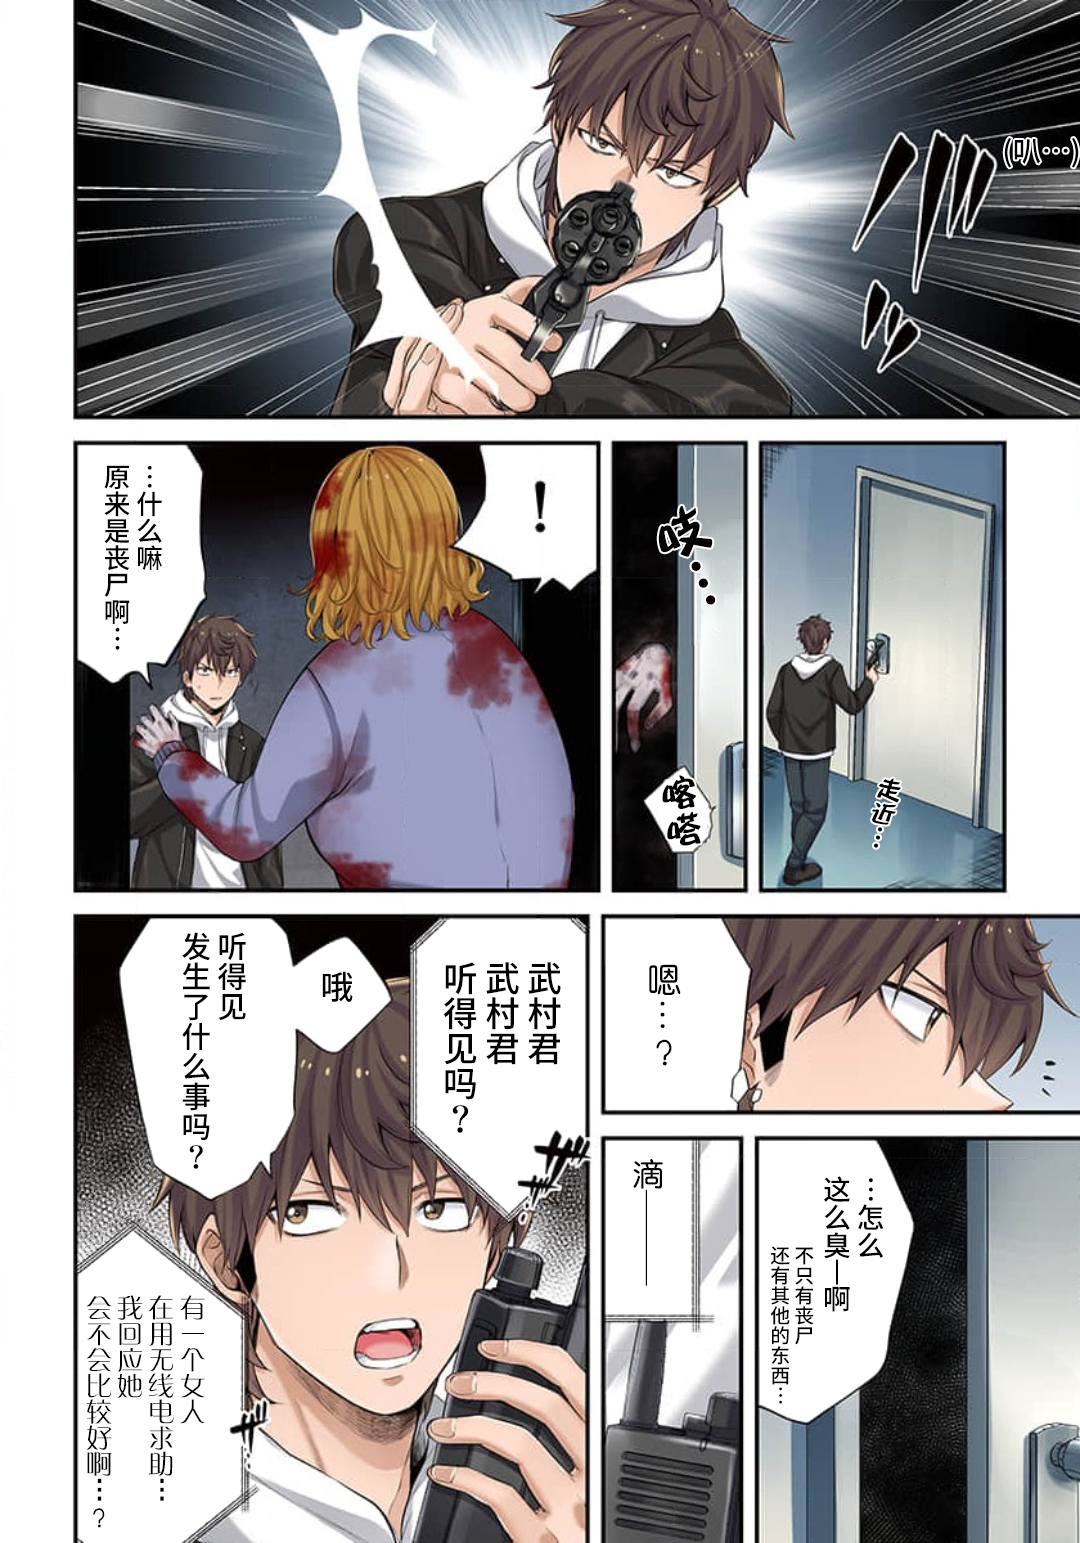 (叭…)
走近…
吱…
喀嗒
！
…什么嘛
原来是丧尸啊…
嗯…？
…怎么
这么臭—啊
不只有丧尸
还有其他的东西…
滴——
武村君
武村君
听得见吗？
哦
听得见
发生了什么事吗？
有一个女人
在用无线电求助…
我回应她
会不会比较好啊…？